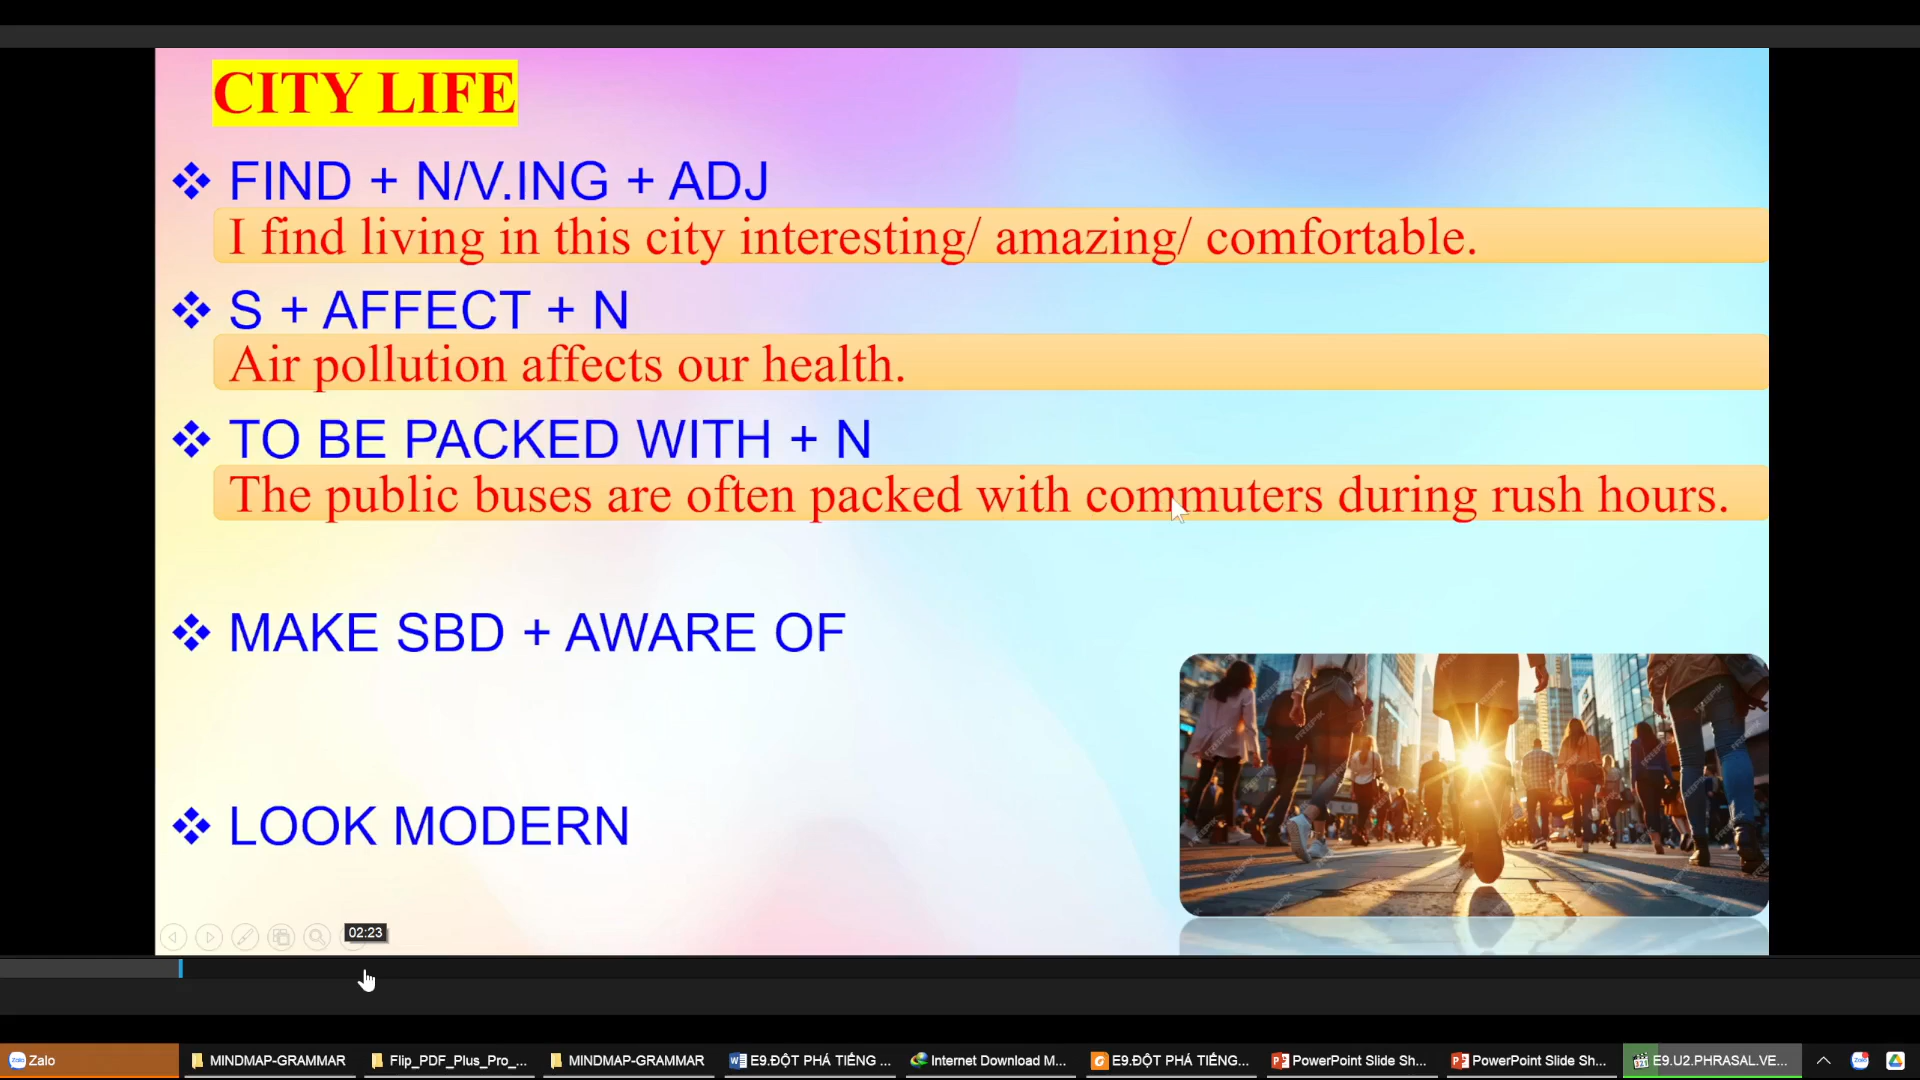 CITY LIFE
FIND + N/V.ING + ADJ
I find living in this city interesting/ amazing/ comfortable.
S + AFFECT + N
Air pollution affects our health.
TO BE PACKED WITH + N
The public buses are often packed with commuters during rush hours.
MAKE SBD + AWARE OF
LOOK MODERN
02:23
Zalo
MINDMAP-GRAMMAR
Flip_PDF_Plus_Pro_...
MINDMAP-GRAMMAR
E9.ĐỘT PHÁ TIẾNG ...
Internet Download M...
E9.ĐỘT PHÁ TIẾNG...
PowerPoint Slide Sh...
PowerPoint Slide Sh...
E9.U2.PHRASAL.VE...